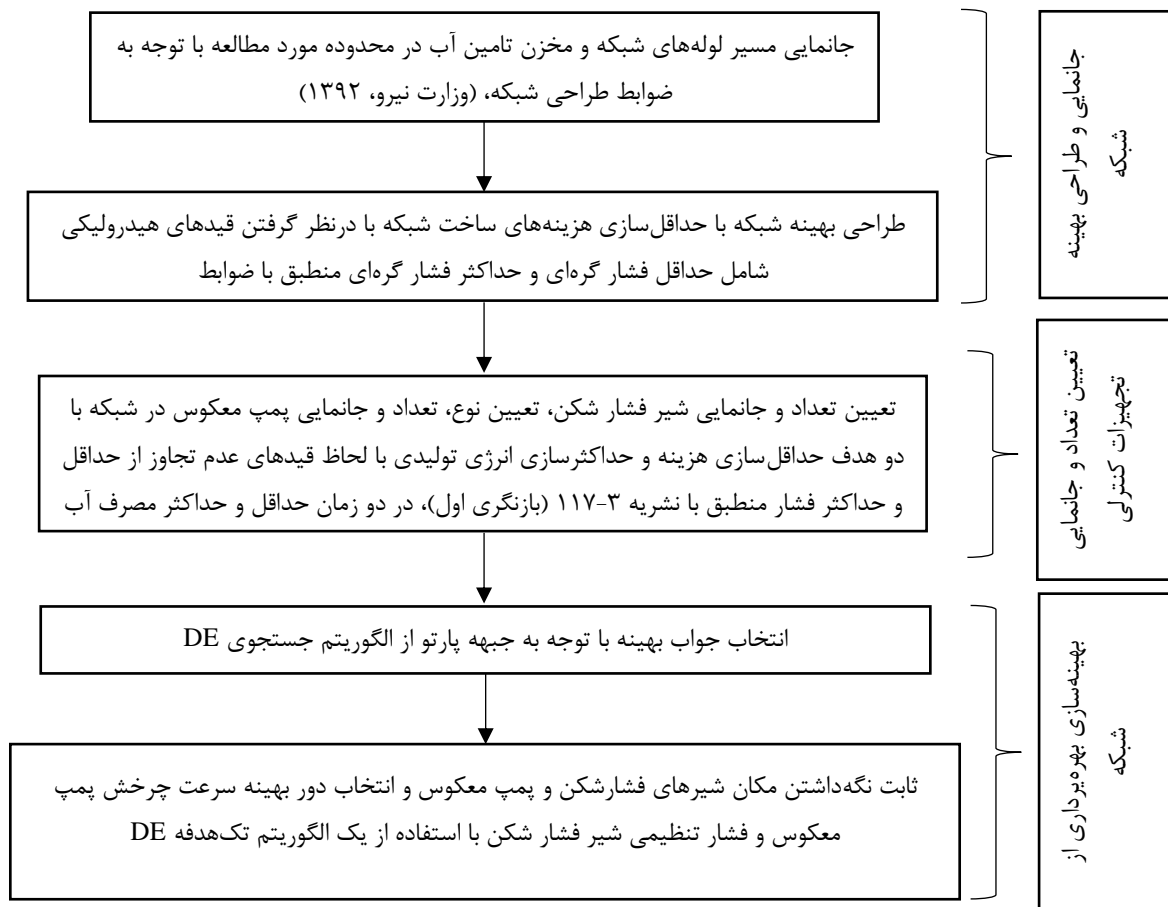 جانمایی مسیر لوله‌های شبکه و مخزن تامین آب در محدوده مورد مطالعه با توجه به
ضوابط طراحی شبکه، (وزارت نیرو، ۱۳۹۲)
جانمایی و طراحی بهینه
شبکه
طراحی بهینه شبکه با حداقل‌سازی هزینه‌های ساخت شبکه با درنظر گرفتن قیدهای هیدرولیکی
شامل حداقل فشار گره‌ای و حداکثر فشار گره‌ای منطبق با ضوابط
تعیین تعداد و جانمایی
تجهیزات کنترلی
تعیین تعداد و جانمایی شیر فشار شکن، تعیین نوع، تعداد و جانمایی پمپ معکوس در شبکه با
دو هدف حداقل‌سازی هزینه و حداکثرسازی انرژی تولیدی با لحاظ قیدهای عدم تجاوز از حداقل
و حداکثر فشار منطبق با نشریه ۳-۱۱۷ (بازنگری اول)، در دو زمان حداقل و حداکثر مصرف آب
بهینه‌سازی بهره‌برداری از
شبکه
انتخاب جواب بهینه با توجه به جبهه پارتو از الگوریتم جستجوی DE
ثابت نگه‌داشتن مکان شیرهای فشارشکن و پمپ معکوس و انتخاب دور بهینه سرعت چرخش پمپ
معکوس و فشار تنظیمی شیر فشار شکن با استفاده از یک الگوریتم تک‌هدفه DE